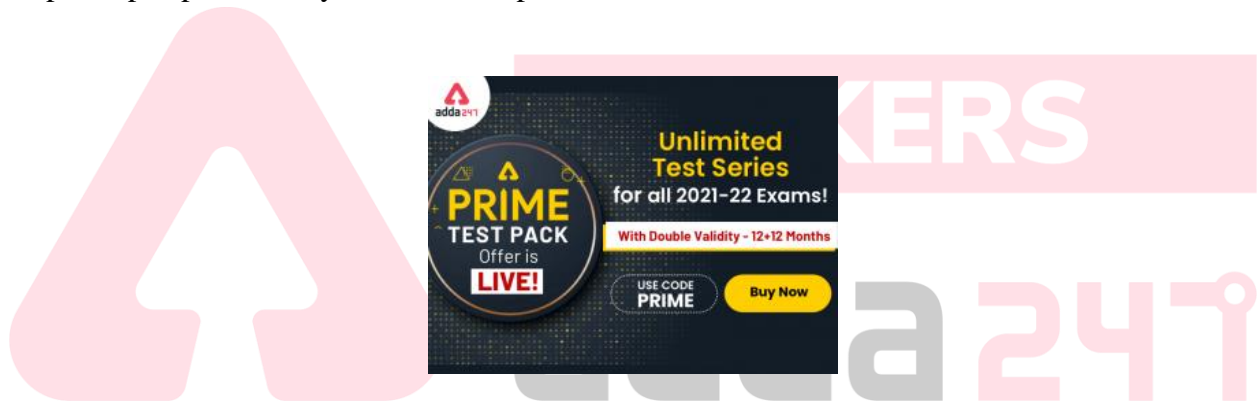 KERS
adda247
Unlimited
Test Series
for all 2021-22 Exams!
PRIME
TEST PACK
Offer is
LIVE!
With Double Validity - 12+12 Months
USE CODE
PRIME
Buy Now
a 247